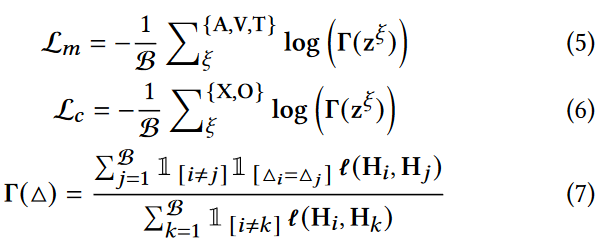 ℒₘ = −1/ℬ ∑_ξ^{A,V,T} log (Γ(z^ξ)) (5)
ℒ_c = −1/ℬ ∑_ξ^{X,O} log (Γ(z^ξ)) (6)
Γ(△) = ∑_{j=1}^{ℬ} 𝟙_{[i≠j]} 𝟙_{[△_i=△_j]} ℓ(H_i, H_j) / ∑_{k=1}^{ℬ} 𝟙_{[i≠k]} ℓ(H_i, H_k) (7)